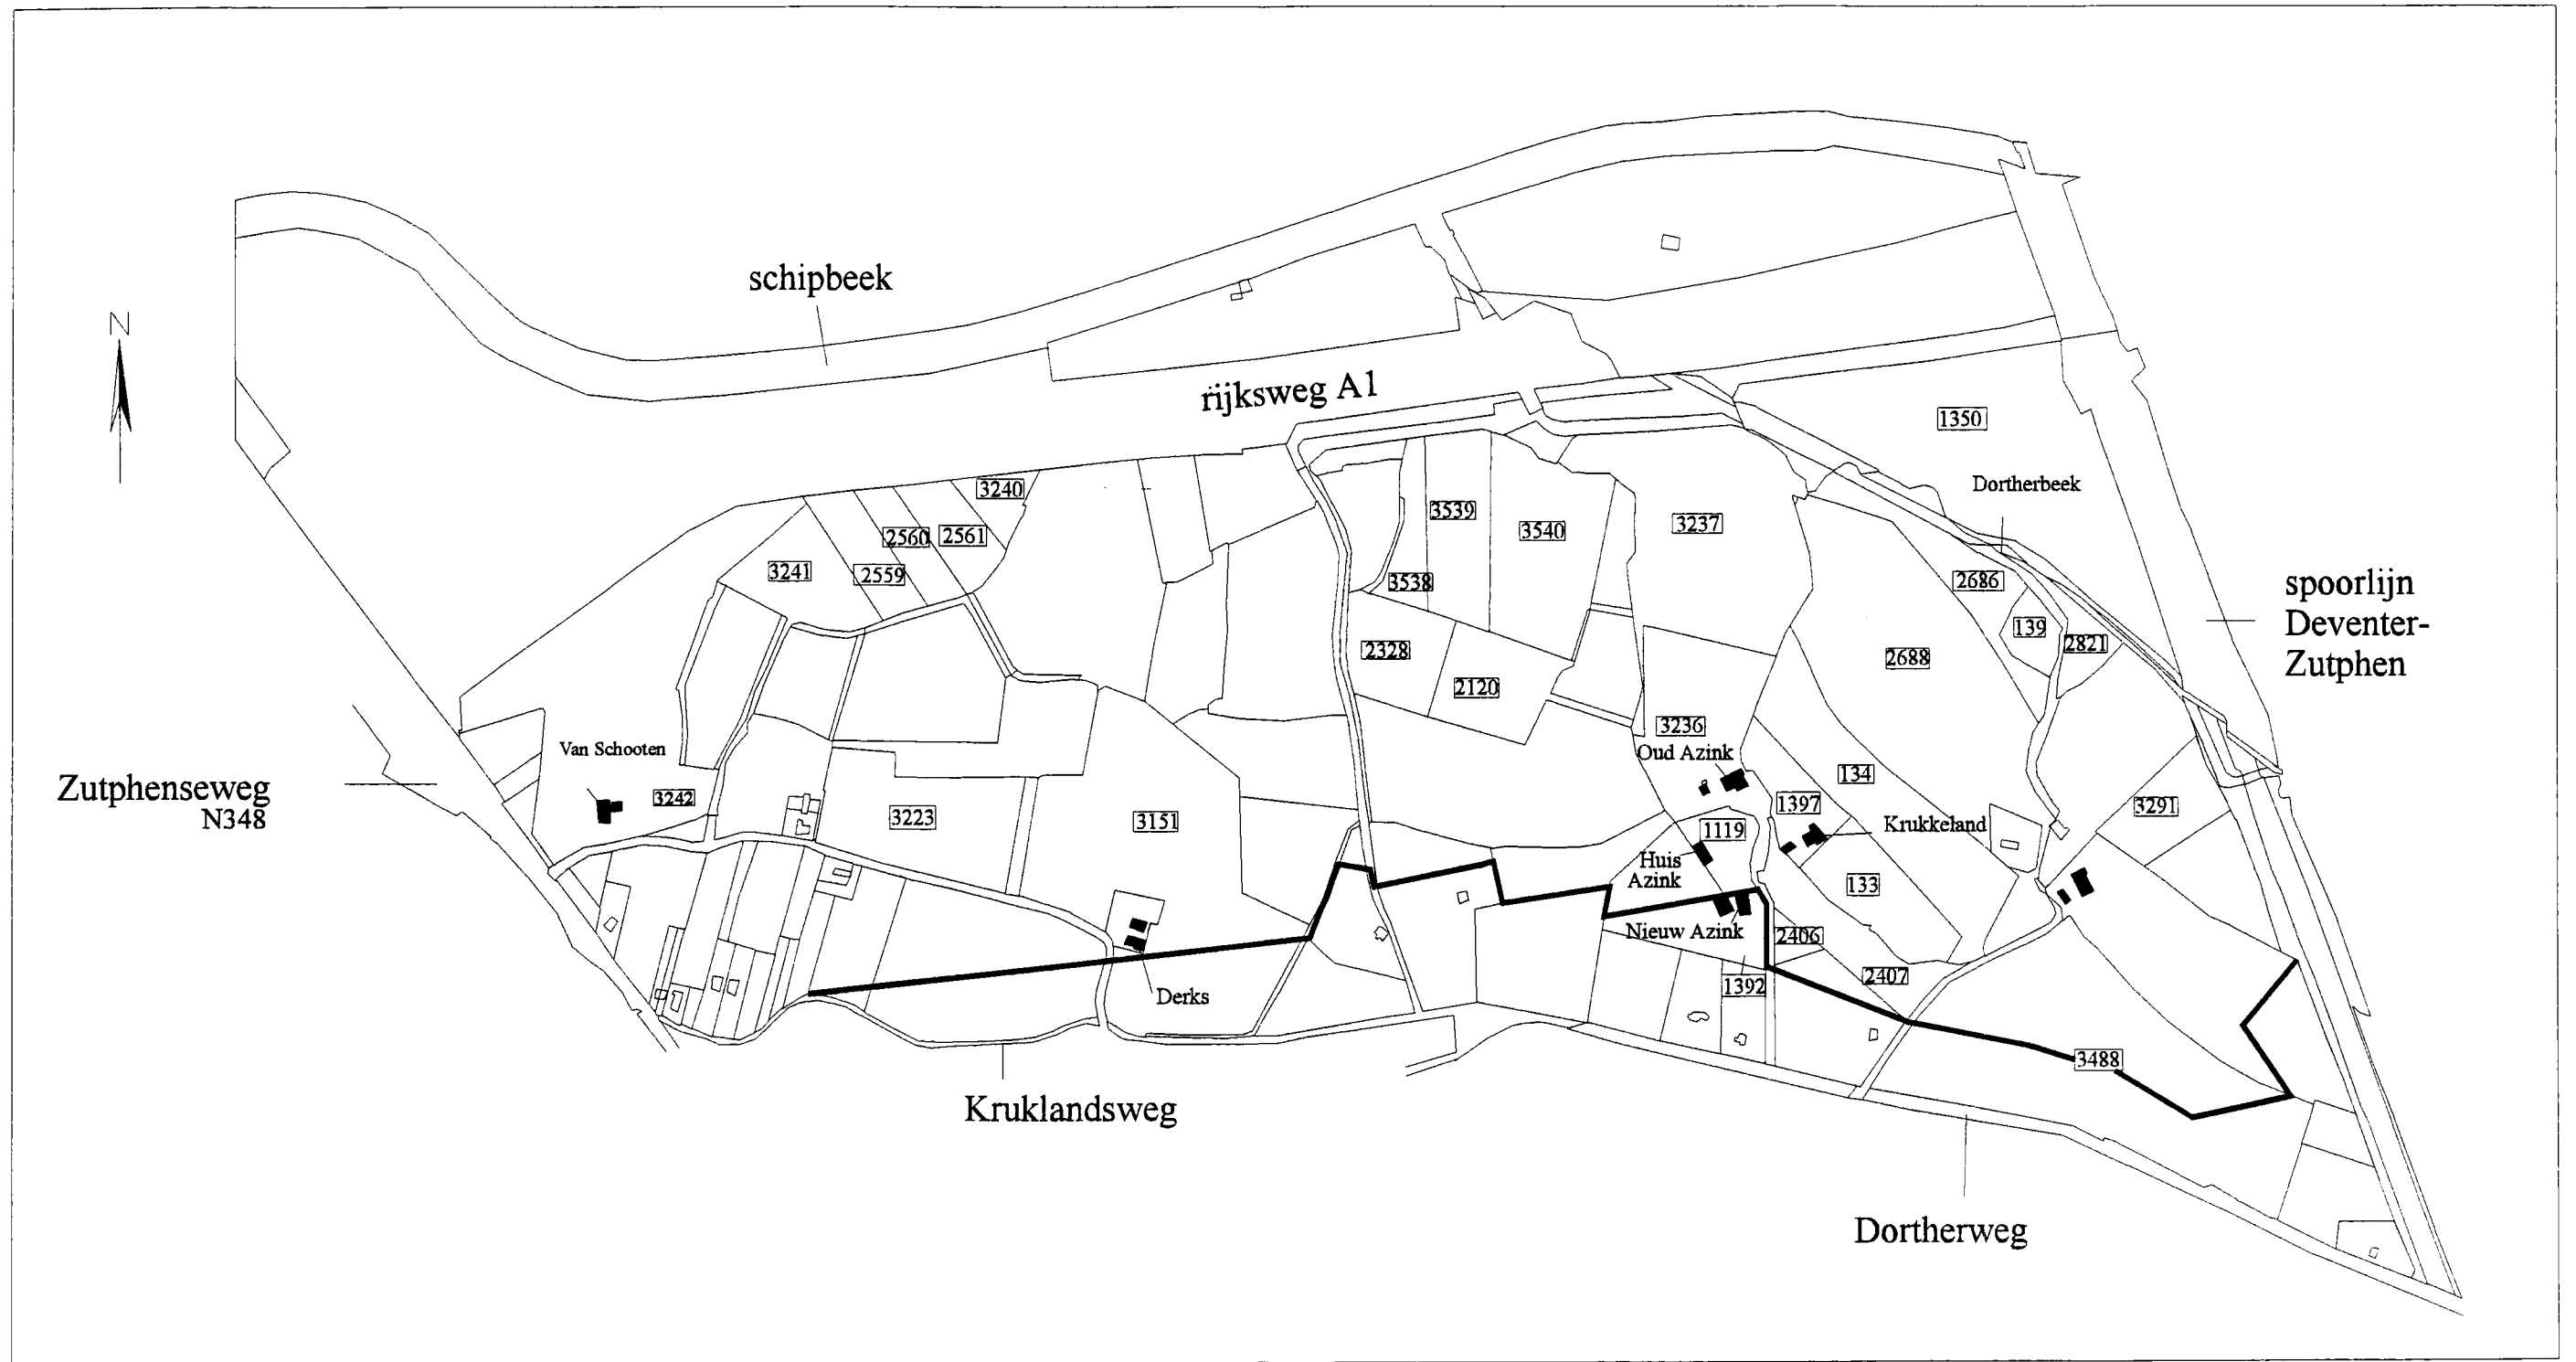 schipbeek
N
rijksweg A1
1350
Dortherbeek
3240
3539
3540
3237
2560
2561
3241
2559
3538
2686
spoorlijn
Deventer-
Zutphen
139
2821
2328
2120
2688
3236
Oud Azink
Van Schooten
134
Zutphenseweg
N348
3242
3223
3151
1397
3291
1119
Krukkeland
Huis
Azink
133
Nieuw Azink
2406
2407
1392
Derks
3488
Kruklandsweg
Dortherweg